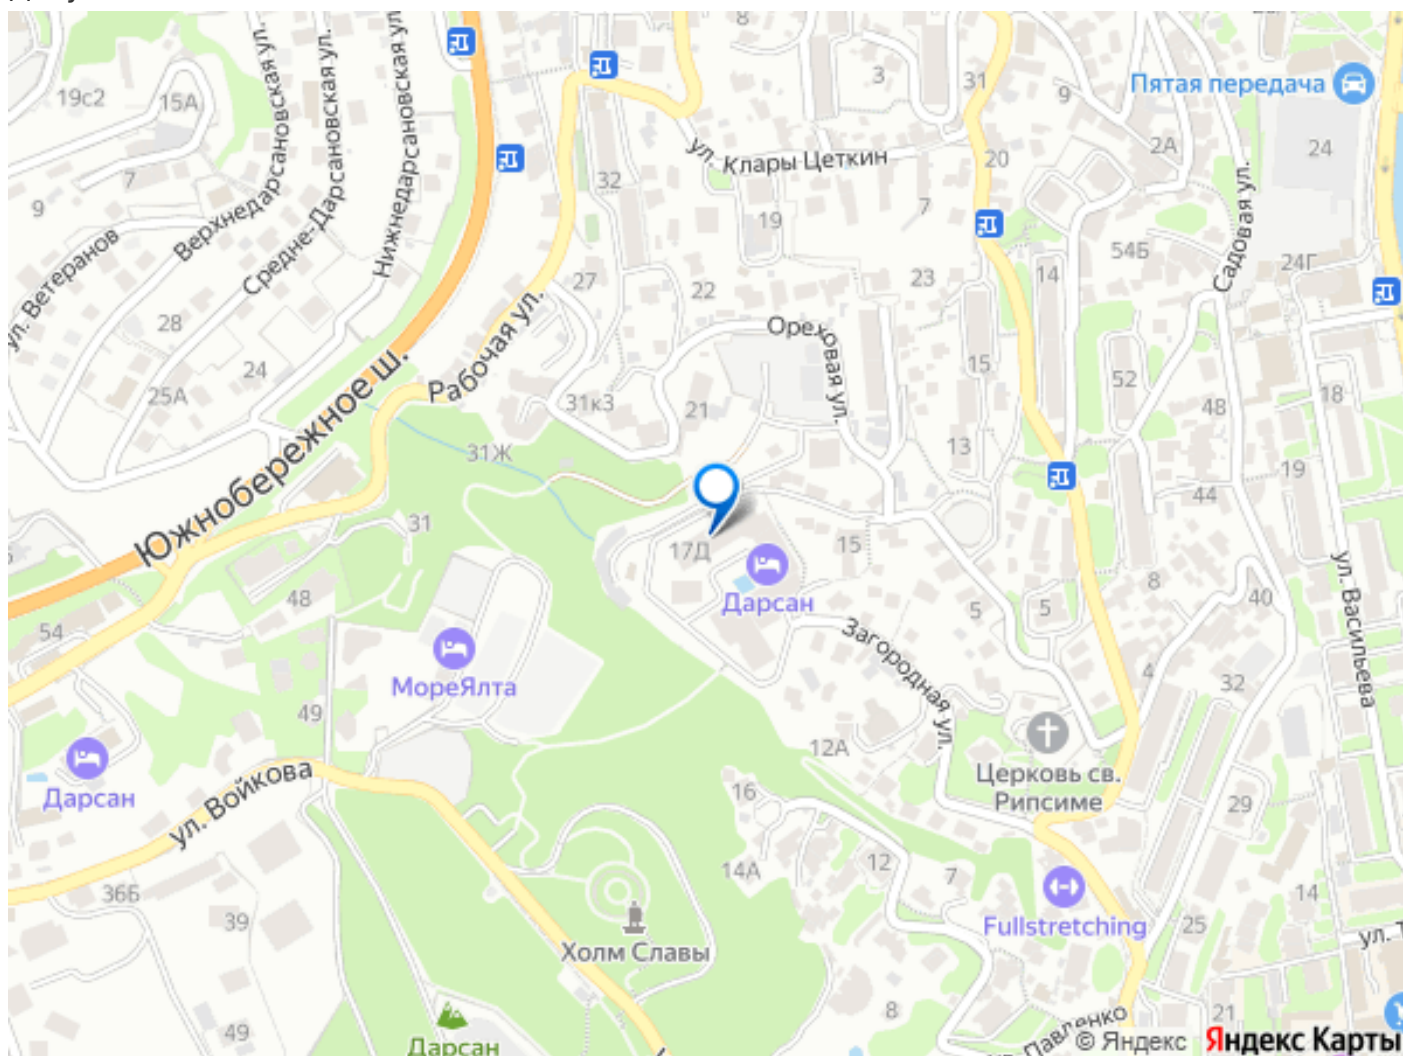 8
19с2
15А
3
31
9
Пятая передача
2А
24
7
9
32
ул. Клары Цеткин
20
7
19
Верхнедарсановская ул.
Средне-Дарсановская ул.
Нижнедарсановская ул.
ул. Ветеранов
Садовая ул.
54Б
24Г
14
27
22
23
28
Ореховая ул.
Рабочая ул.
24
25А
15
52
18
31к3
21
48
Южнобережное ш.
31Ж
13
19
44
31
17Д
15
ул. Васильева
8
40
5
5
Дарсан
48
54
МореЯлта
Загородная ул.
4
32
49
12А
Церковь св.
Рипсиме
Дарсан
ул. Войкова
16
29
14А
12
7
36Б
39
14
Fullstretching
25
Холм Славы
8
21
49
Дарсан
Павленко
© Яндекс
Яндекс Карты